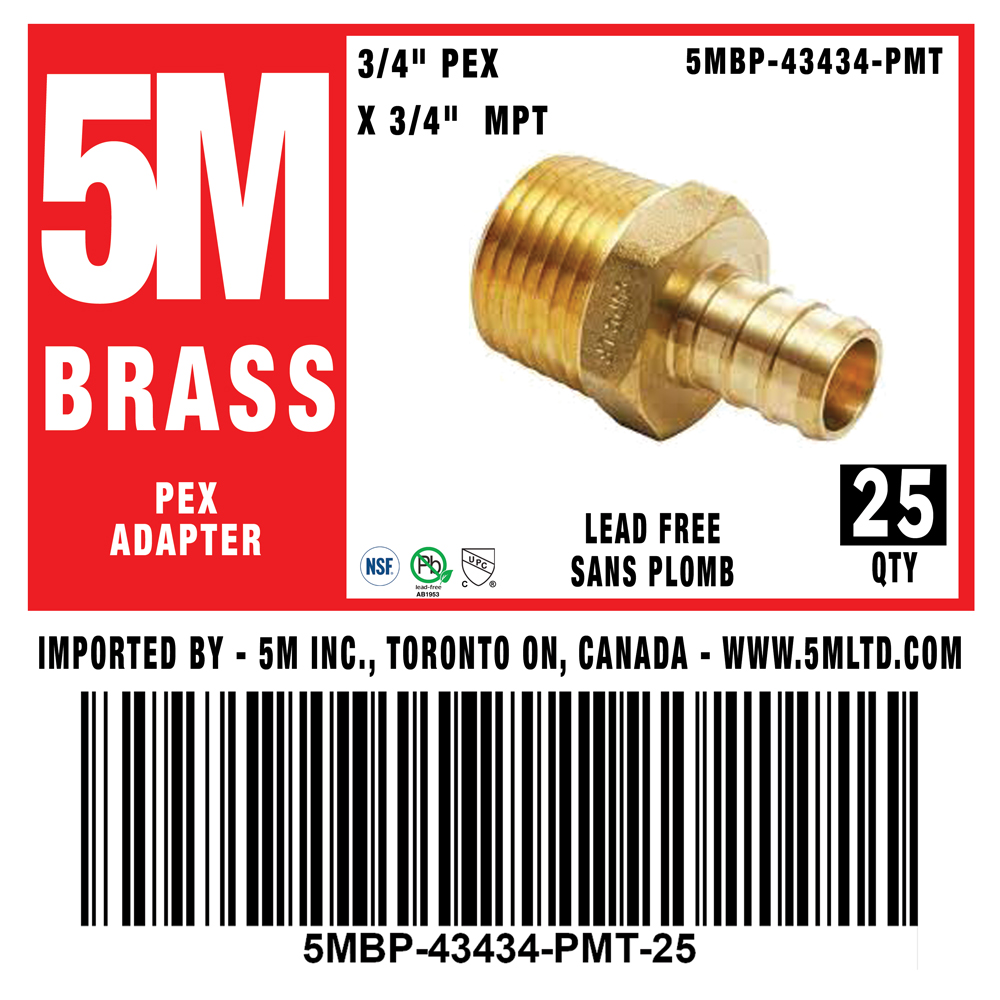 5M
BRASS
PEX
ADAPTER
3/4" PEX
X 3/4" MPT
5MBP-43434-PMT
LEAD FREE
SANS PLOMB
25
QTY
NSF.
Pb
lead-free
AB1953
UPC
C ®
IMPORTED BY - 5M INC., TORONTO ON, CANADA - WWW.5MLTD.COM
5MBP-43434-PMT-25